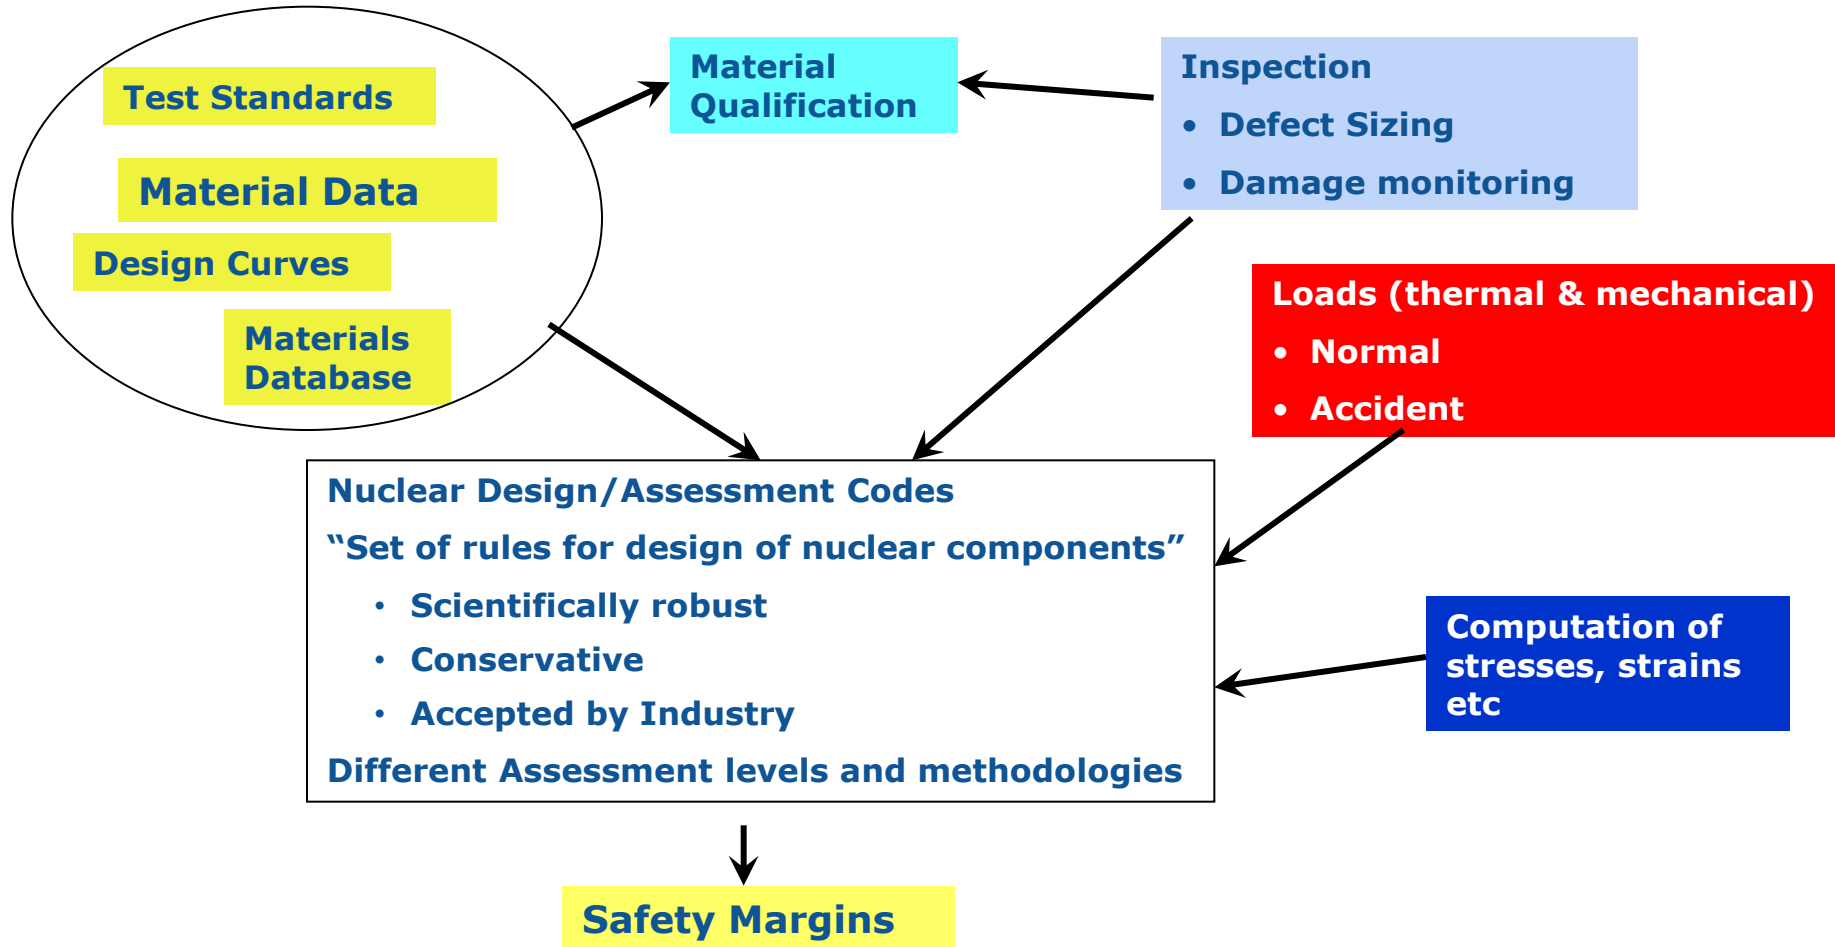 Test Standards
Material Data
Design Curves
Materials
Database
Material
Qualification
Inspection
• Defect Sizing
• Damage monitoring
Loads (thermal & mechanical)
• Normal
• Accident
Nuclear Design/Assessment Codes
“Set of rules for design of nuclear components”
• Scientifically robust
• Conservative
• Accepted by Industry
Different Assessment levels and methodologies
Computation of
stresses, strains
etc
Safety Margins